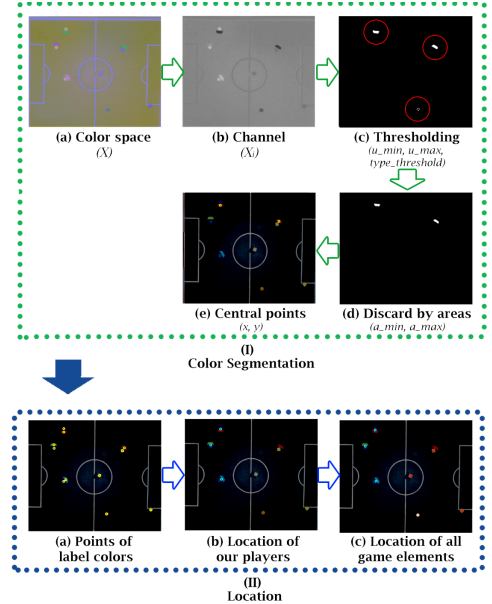 (a) Color space
(X)
(b) Channel
(Xᵢ)
(c) Thresholding
(u_min, u_max,
type_threshold)
(e) Central points
(x, y)
(d) Discard by areas
(a_min, a_max)
(I)
Color Segmentation
(a) Points of
label colors
(b) Location of
our players
(c) Location of all
game elements
(II)
Location